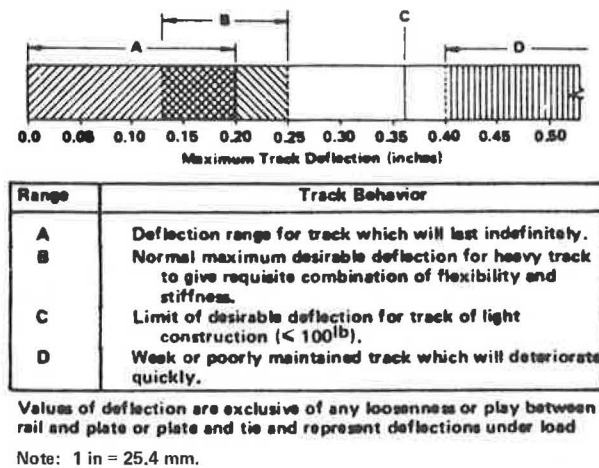 B C
A D
0.0 0.05 0.10 0.15 0.20 0.25 0.30 0.35 0.40 0.45 0.50
Maximum Track Deflection (inches)
Range Track Behavior
A Deflection range for track which will last indefinitely.
B Normal maximum desirable deflection for heavy track
to give requisite combination of flexibility and
stiffness.
C Limit of desirable deflection for track of light
construction (≤ 100lb).
D Weak or poorly maintained track which will deteriorate
quickly.
Values of deflection are exclusive of any loosenness or play between
rail and plate or plate and tie and represent deflections under load
Note: 1 in = 25.4 mm.